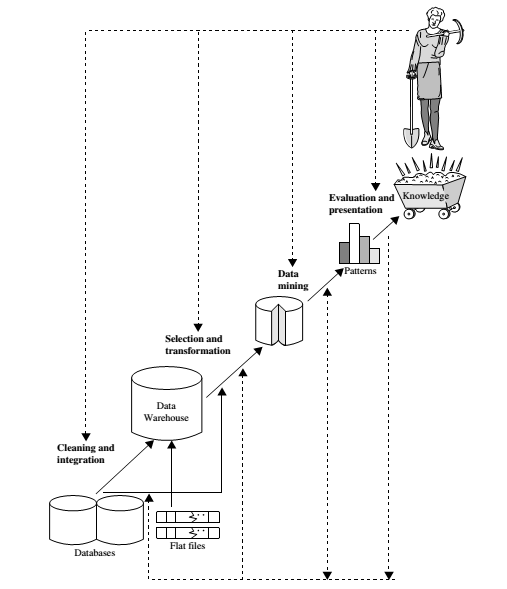 Evaluation and
presentation
Knowledge
Patterns
Data
mining
Selection and
transformation
Data
Warehouse
Cleaning and
integration
Databases
Flat files